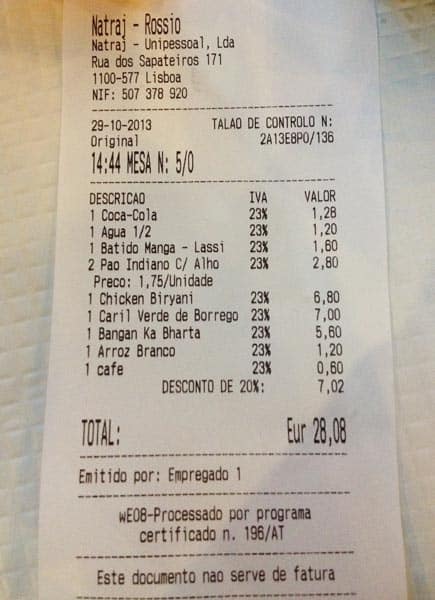 Natraj - Rossio
Natraj - Unipessoal, Lda
Rua dos Sapateiros 171
1100-577 Lisboa
NIF: 507 378 920
29-10-2013 TALAO DE CONTROLO N:
Original 2A13E8P0/136
14:44 MESA N: 5/0
DESCRICAO IVA VALOR
1 Coca-Cola 23% 1,28
1 Agua 1/2 23% 1,20
1 Batido Manga - Lassi 23% 1,60
2 Pao Indiano C/ Alho 23% 2,80
Preco: 1,75/Unidade
1 Chicken Biryani 23% 6,80
1 Caril Verde de Borrego 23% 7,00
1 Bangan Ka Bharta 23% 5,60
1 Arroz Branco 23% 1,20
1 cafe 23% 0,60
DESCONTO DE 20%: 7,02
TOTAL: Eur 28,08
Emitido por: Empregado 1
wE08-Processado por programa
certificado n. 196/AT
Este documento nao serve de fatura